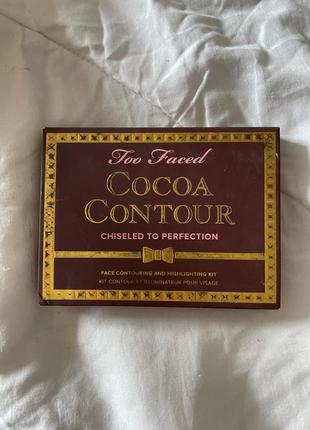 Too Faced
COCOA
CONTOUR
CHISELED TO PERFECTION
FACE CONTOURING AND HIGHLIGHTING KIT
KIT CONTOUR ET ILLUMINATEUR POUR VISAGE